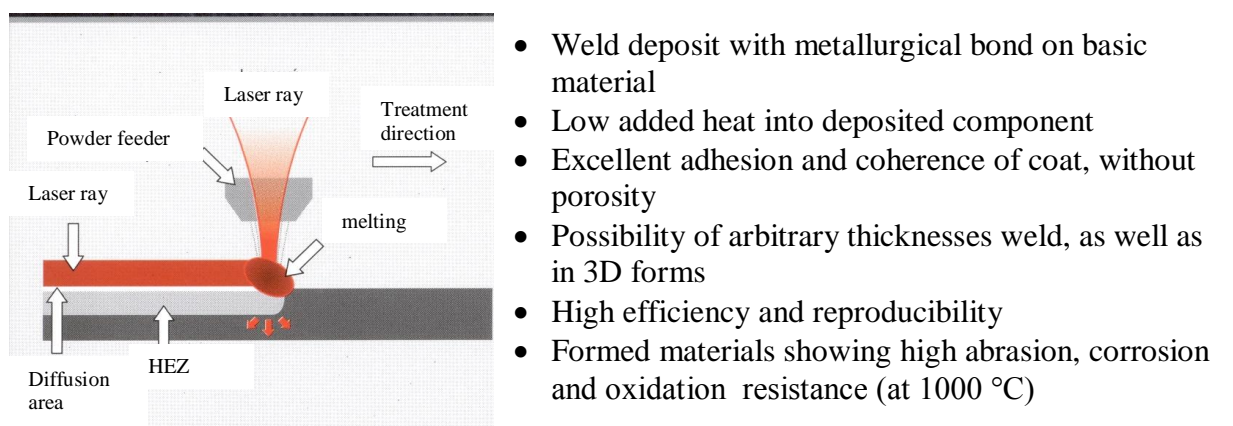 Laser ray
Treatment
direction
Powder feeder
Laser ray
melting
HEZ
Diffusion
area
• Weld deposit with metallurgical bond on basic
material
• Low added heat into deposited component
• Excellent adhesion and coherence of coat, without
porosity
• Possibility of arbitrary thicknesses weld, as well as
in 3D forms
• High efficiency and reproducibility
• Formed materials showing high abrasion, corrosion
and oxidation resistance (at 1000 °C)